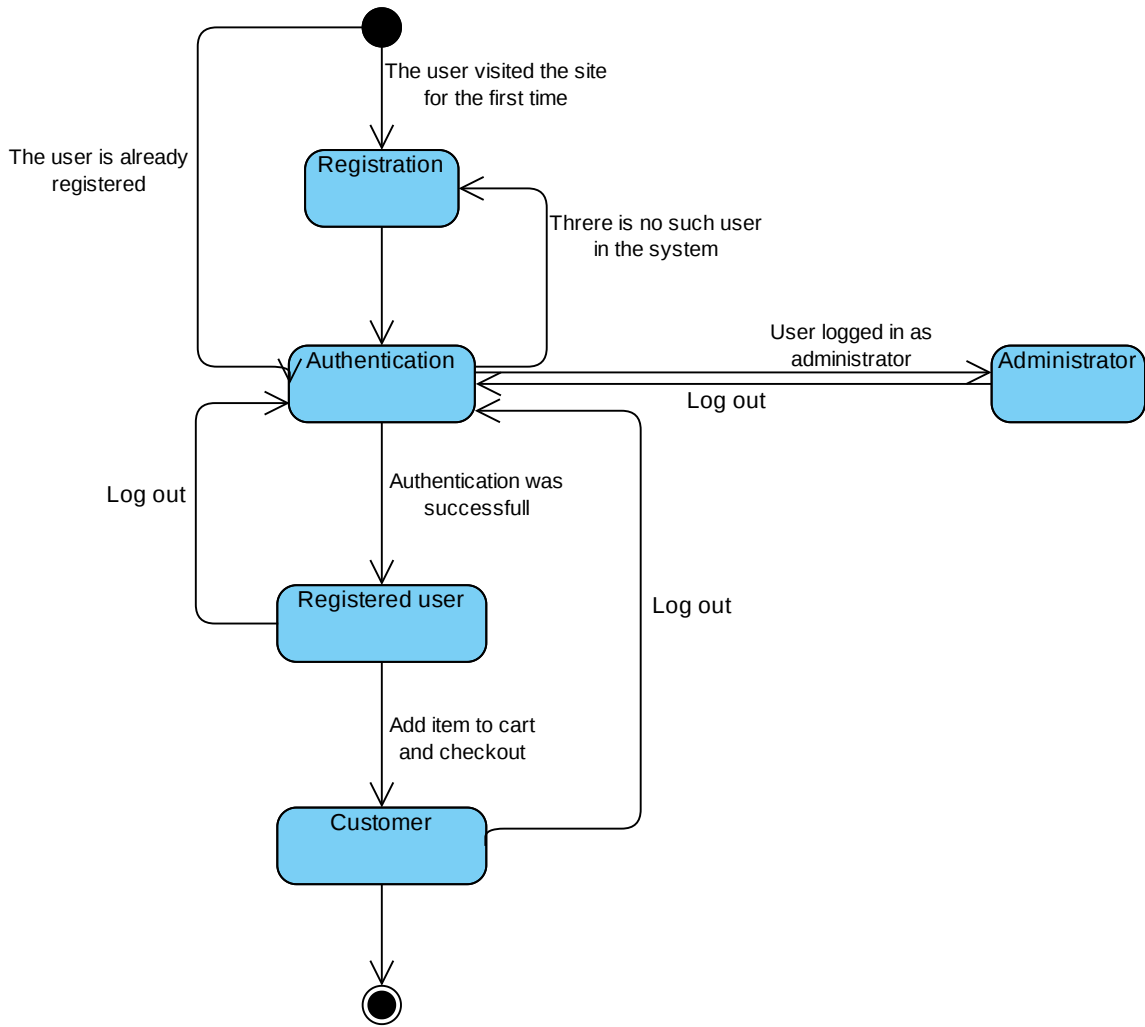 The user visited the site
for the first time
The user is already
registered
Registration
Threre is no such user
in the system
User logged in as
administrator
Authentication
Administrator
Log out
Authentication was
successfull
Log out
Registered user
Log out
Add item to cart
and checkout
Customer